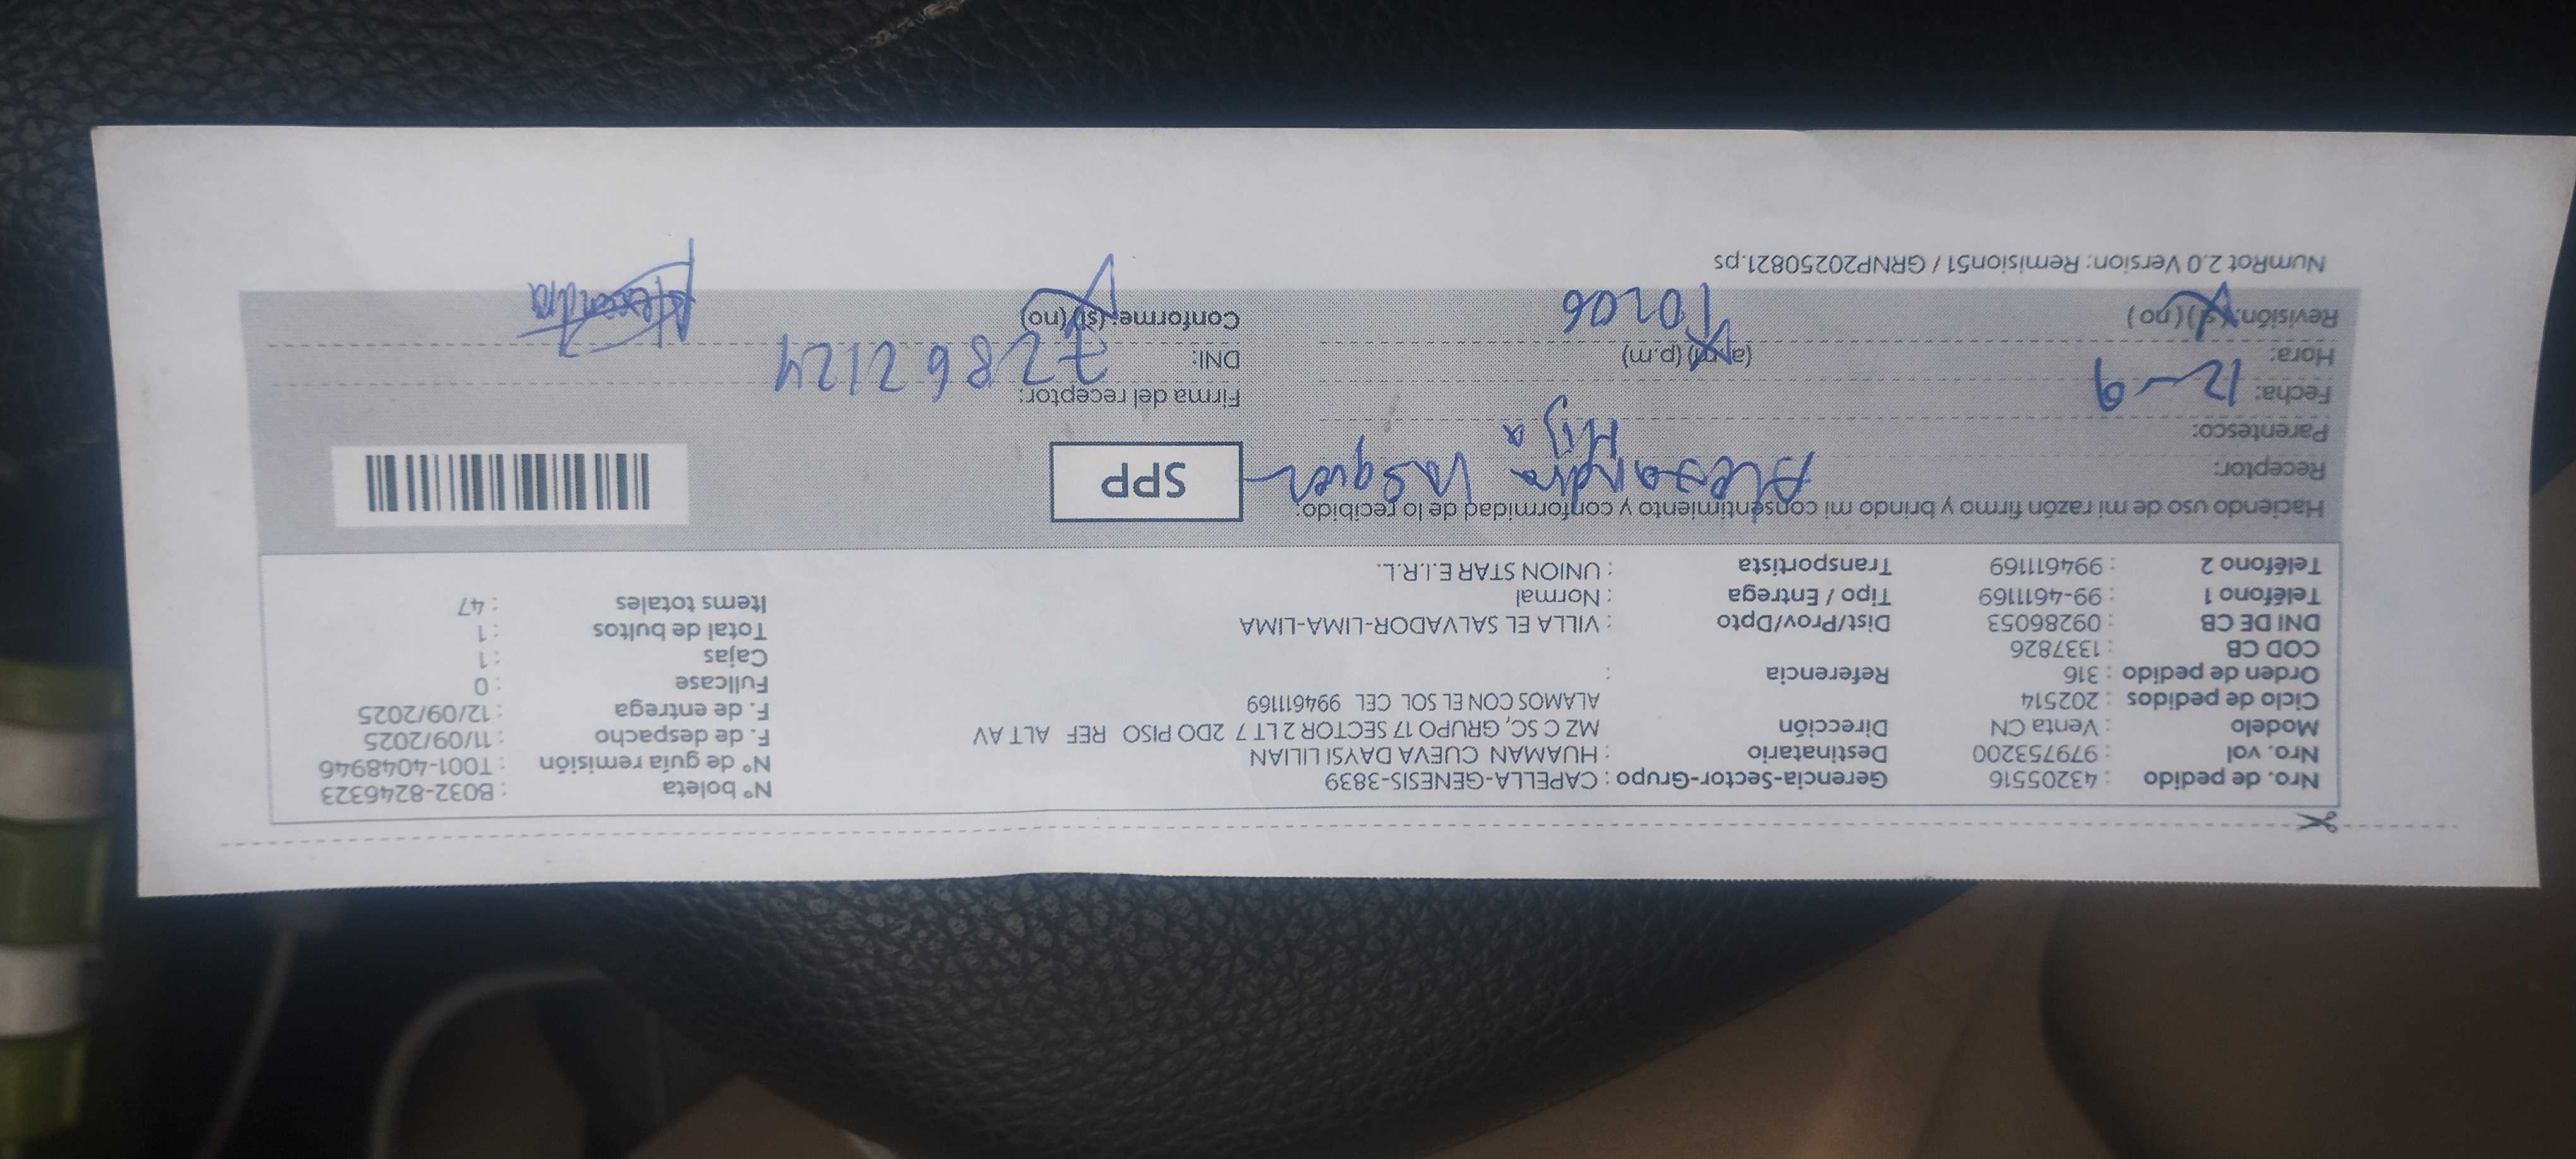 Nro. de pedido : 43205516 Gerencia-Sector-Grupo : CAPELLA-GENESIS-3839 N° boleta : B032-8246323
Nro. vol : 979753200 Destinatario : HUAMAN CUEVA DAYSI LILIAN N° de guía remisión : T001-4048946
Modelo : Venta CN Dirección MZ C SC, GRUPO 17 SECTOR 2 LT 7 2DO PISO REF ALT AV F. de despacho : 11/09/2025
Ciclo de pedidos : 202514 ALAMOS CON EL SOL CEL 994611169 F. de entrega : 12/09/2025
Orden de pedido : 316 Referencia : Fullcase : 0
COD CB : 1337826 Cajas : 1
DNI DE CB : 09286053 Dist/Prov/Dpto : VILLA EL SALVADOR-LIMA-LIMA Total de bultos : 1
Teléfono 1 : 99-4611169 Tipo / Entrega : Normal Items totales : 47
Teléfono 2 : 994611169 Transportista : UNION STAR E.I.R.L.
Haciendo uso de mi razón firmo y brindo mi consentimiento y conformidad de lo recibido:
Receptor: Alexandra SPP
Parentesco: Hija
Fecha: 12-9 Firma del receptor:
Hora: (a.m) (p.m) DNI: 72862124
Revisión: (si) (no) Conforme: (si) (no) Alexandra
NumRot 2.0 Version: Remision51 / GRNP20250821.ps